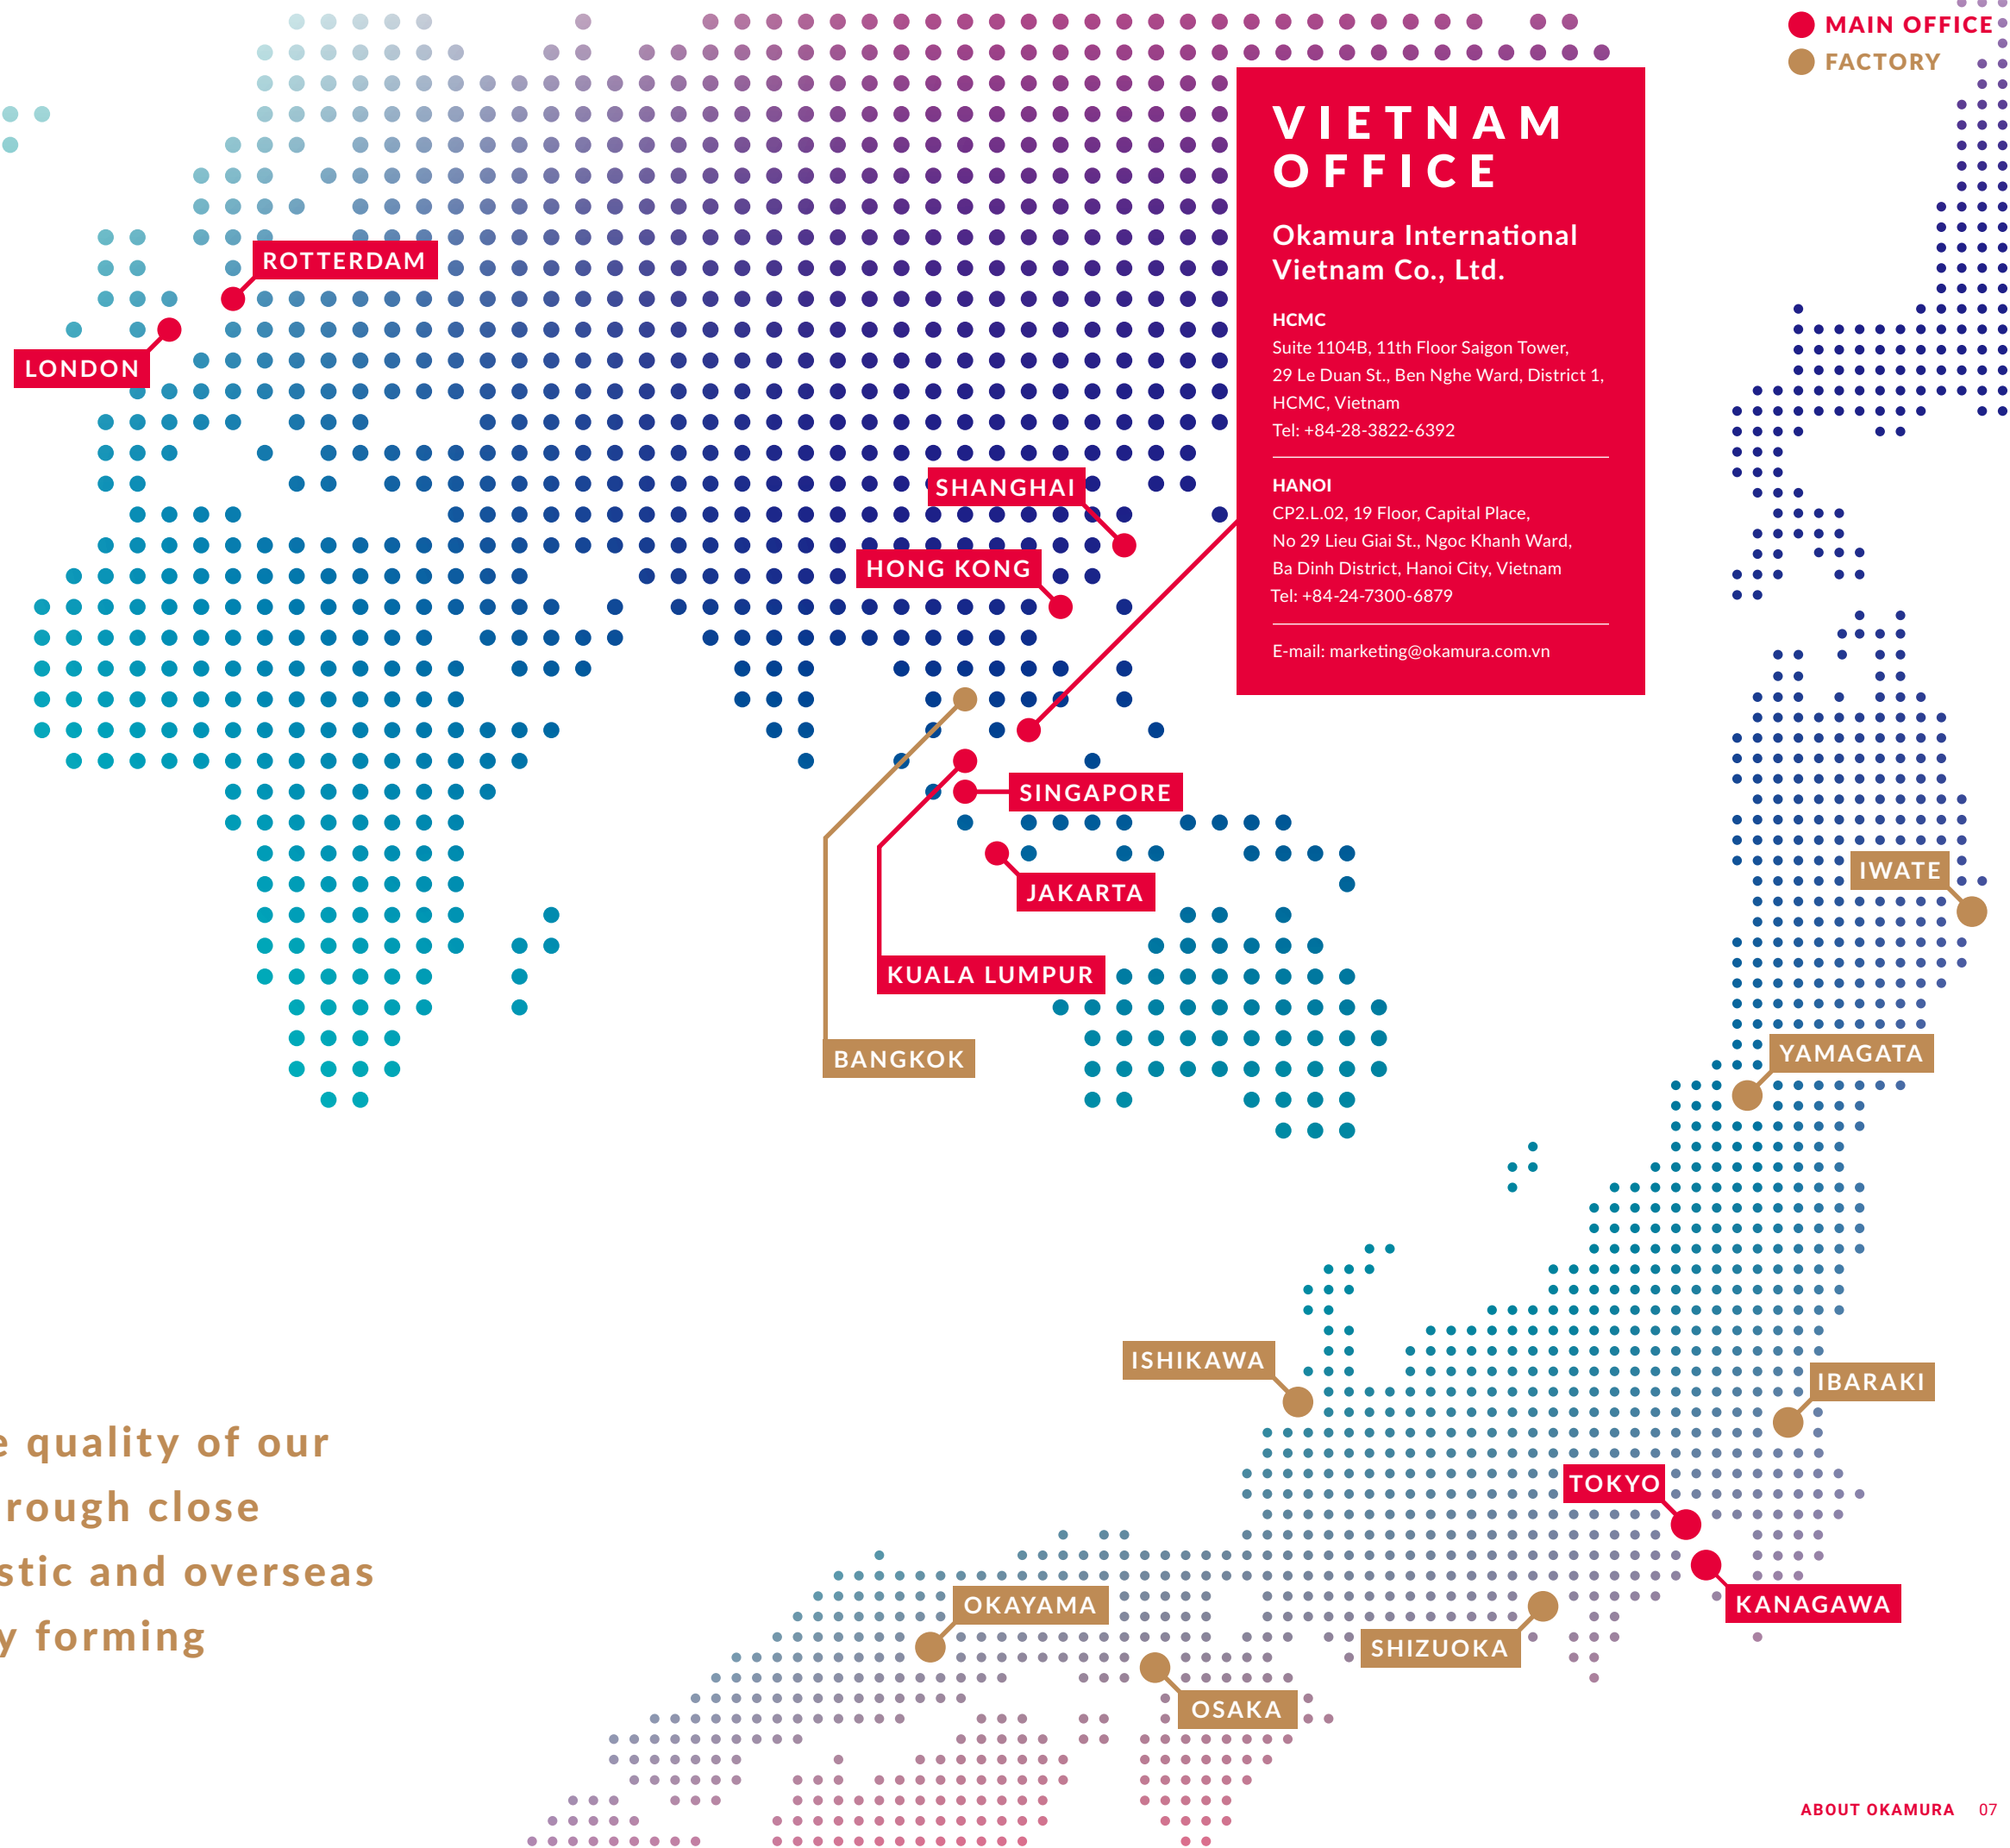 MAIN OFFICE
FACTORY
VIETNAM
OFFICE
Okamura International
Vietnam Co., Ltd.
HCMC
Suite 1104B, 11th Floor Saigon Tower,
29 Le Duan St., Ben Nghe Ward, District 1,
HCMC, Vietnam
Tel: +84-28-3822-6392
HANOI
CP2.L.02, 19 Floor, Capital Place,
No 29 Lieu Giai St., Ngoc Khanh Ward,
Ba Dinh District, Hanoi City, Vietnam
Tel: +84-24-7300-6879
E-mail: marketing@okamura.com.vn
ROTTERDAM
LONDON
SHANGHAI
HONG KONG
SINGAPORE
JAKARTA
KUALA LUMPUR
BANGKOK
IWATE
YAMAGATA
ISHIKAWA
IBARAKI
TOKYO
KANAGAWA
OKAYAMA
SHIZUOKA
OSAKA
quality of our
rough close
stic and overseas
y forming
ABOUT OKAMURA 07